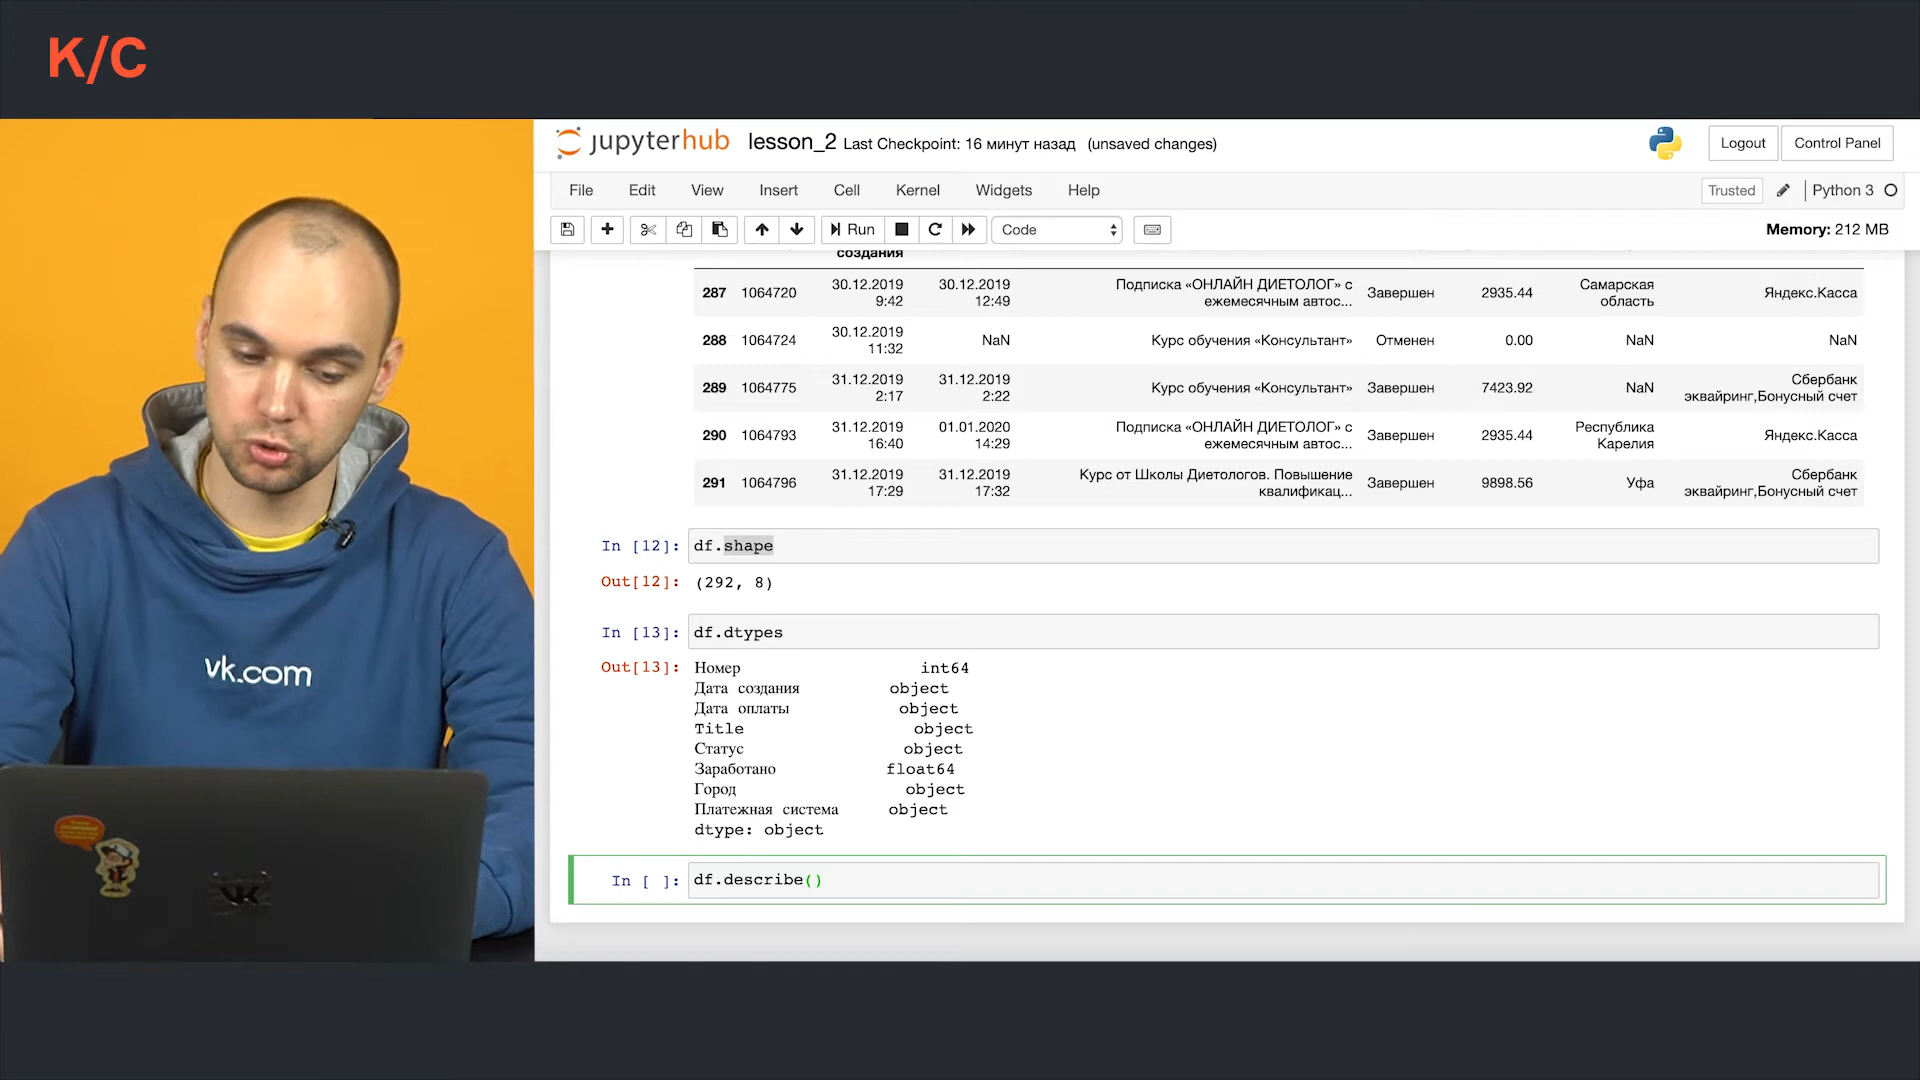 K/C
jupyterhub lesson_2 Last Checkpoint: 16 минут назад (unsaved changes) Logout Control Panel
File Edit View Insert Cell Kernel Widgets Help Trusted Python 3
Run Code Memory: 212 MB
создания
287 1064720 30.12.2019 9:42 30.12.2019 12:49 Подписка «ОНЛАЙН ДИЕТОЛОГ» с ежемесячным автос... Завершен 2935.44 Самарская область Яндекс.Касса
288 1064724 30.12.2019 11:32 NaN Курс обучения «Консультант» Отменен 0.00 NaN NaN
289 1064775 31.12.2019 2:17 31.12.2019 2:22 Курс обучения «Консультант» Завершен 7423.92 NaN Сбербанк эквайринг,Бонусный счет
290 1064793 31.12.2019 16:40 01.01.2020 14:29 Подписка «ОНЛАЙН ДИЕТОЛОГ» с ежемесячным автос... Завершен 2935.44 Республика Карелия Яндекс.Касса
291 1064796 31.12.2019 17:29 31.12.2019 17:32 Курс от Школы Диетологов. Повышение квалификац... Завершен 9898.56 Уфа Сбербанк эквайринг,Бонусный счет
In [12]: df.shape
Out[12]: (292, 8)
In [13]: df.dtypes
Out[13]: Номер int64
Дата создания object
Дата оплаты object
Title object
Статус object
Заработано float64
Город object
Платежная система object
dtype: object
In [ ]: df.describe()
vk.com